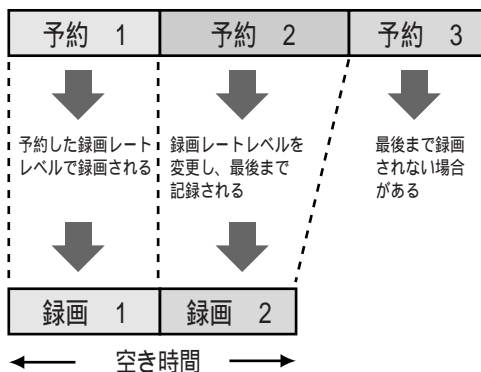 予約 1
予約 2
予約 3
予約した録画レート
レベルで録画される
録画レートレベルを
変更し、最後まで
記録される
最後まで録画
されない場合
がある
録画 1
録画 2
空き時間